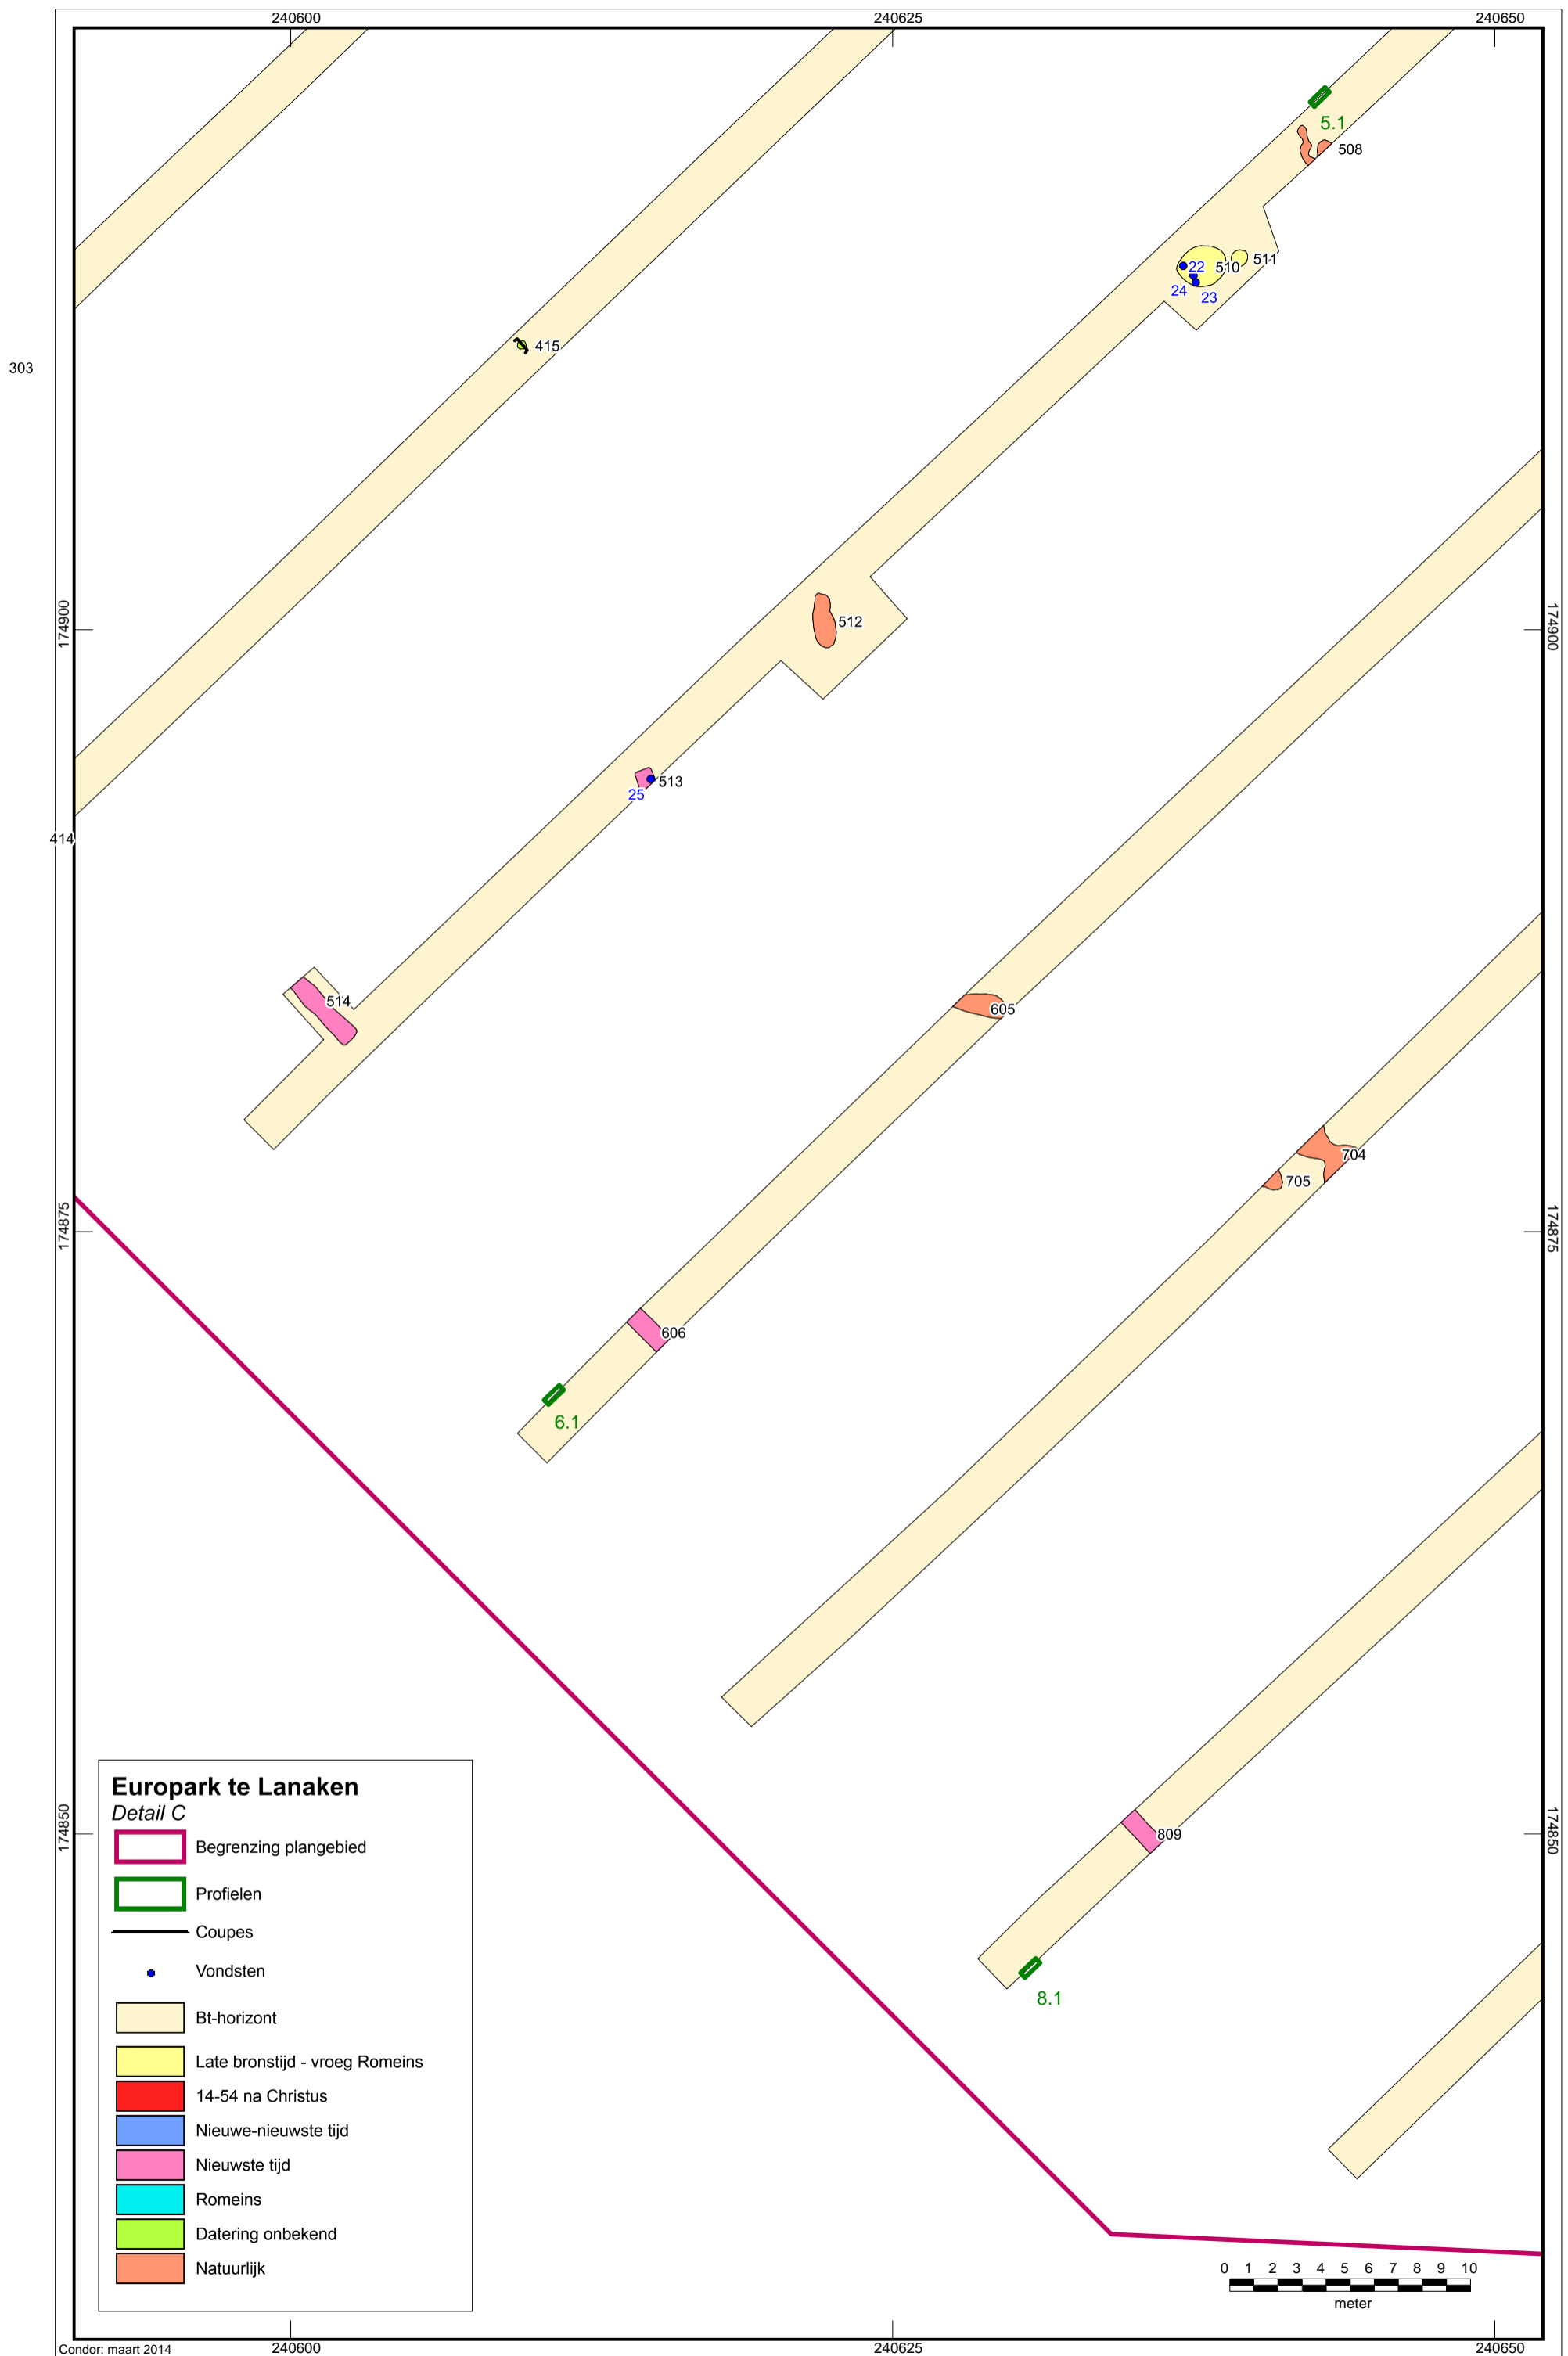 240600
240625
240650
5.1
508
511
510
22
24
23
415
303
174900
174900
512
513
25
414
514
605
704
705
174875
174875
606
6.1
Europark te Lanaken
Detail C
Begrenzing plangebied
Profielen
Coupes
Vondsten
Bt-horizont
Late bronstijd - vroeg Romeins
14-54 na Christus
Nieuwe-nieuwste tijd
Nieuwste tijd
Romeins
Datering onbekend
Natuurlijk
174850
174850
809
8.1
0 1 2 3 4 5 6 7 8 9 10
meter
Condor: maart 2014
240600
240625
240650